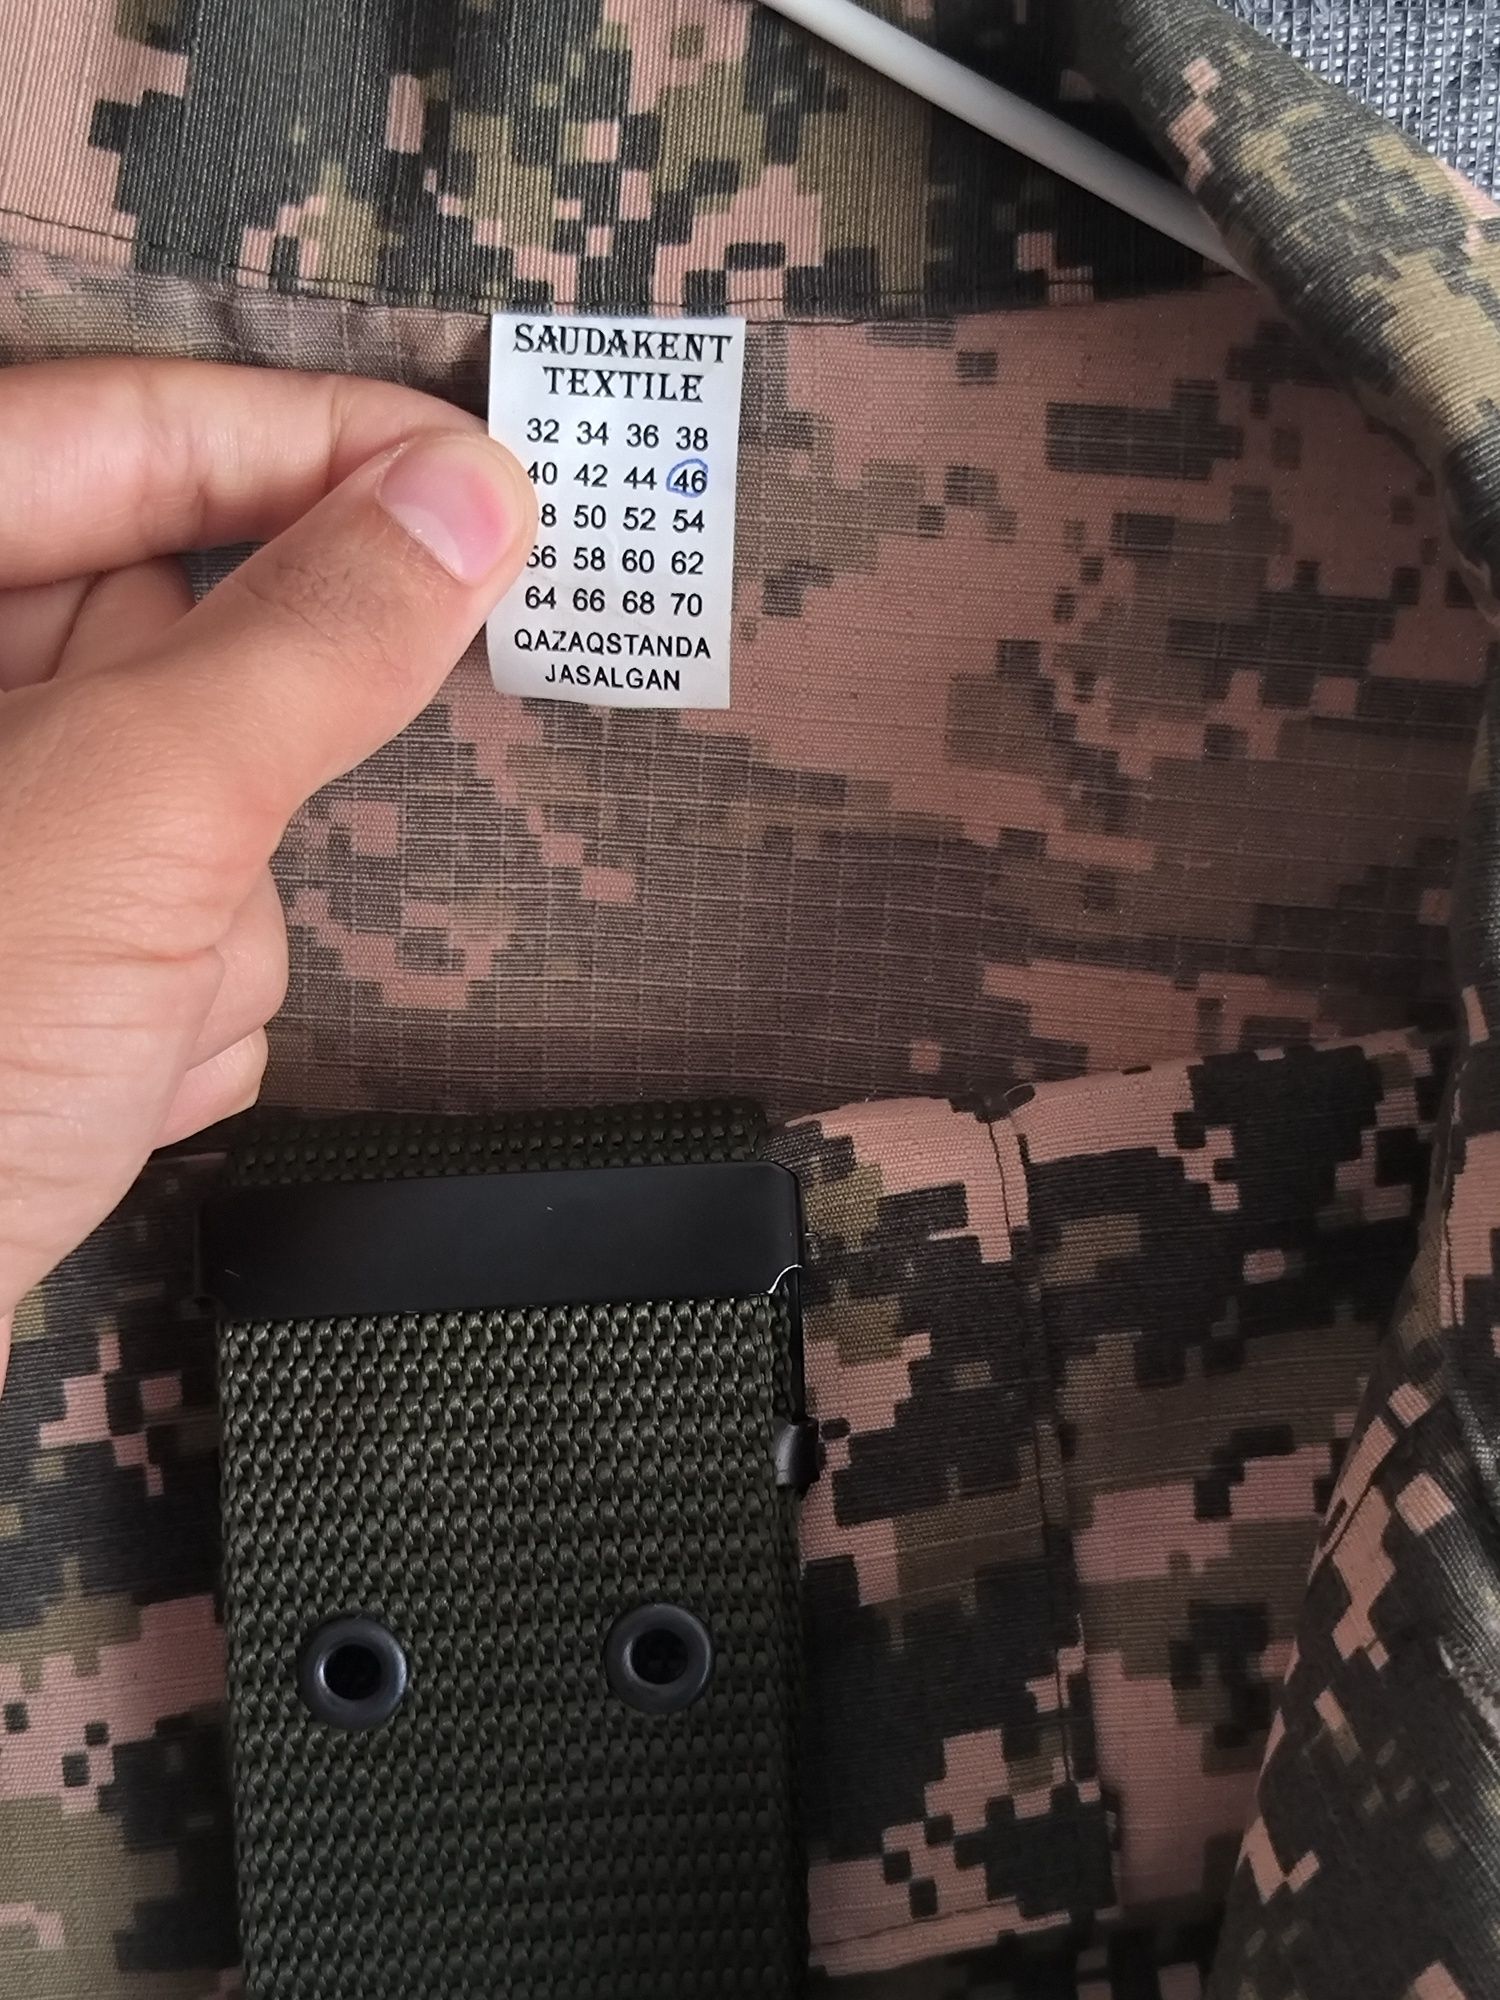 SAUDAKENT
TEXTILE
32 34 36 38
40 42 44 46
50 52 54
58 60 62
64 66 68 70
QAZAQSTANDA
JASALGAN